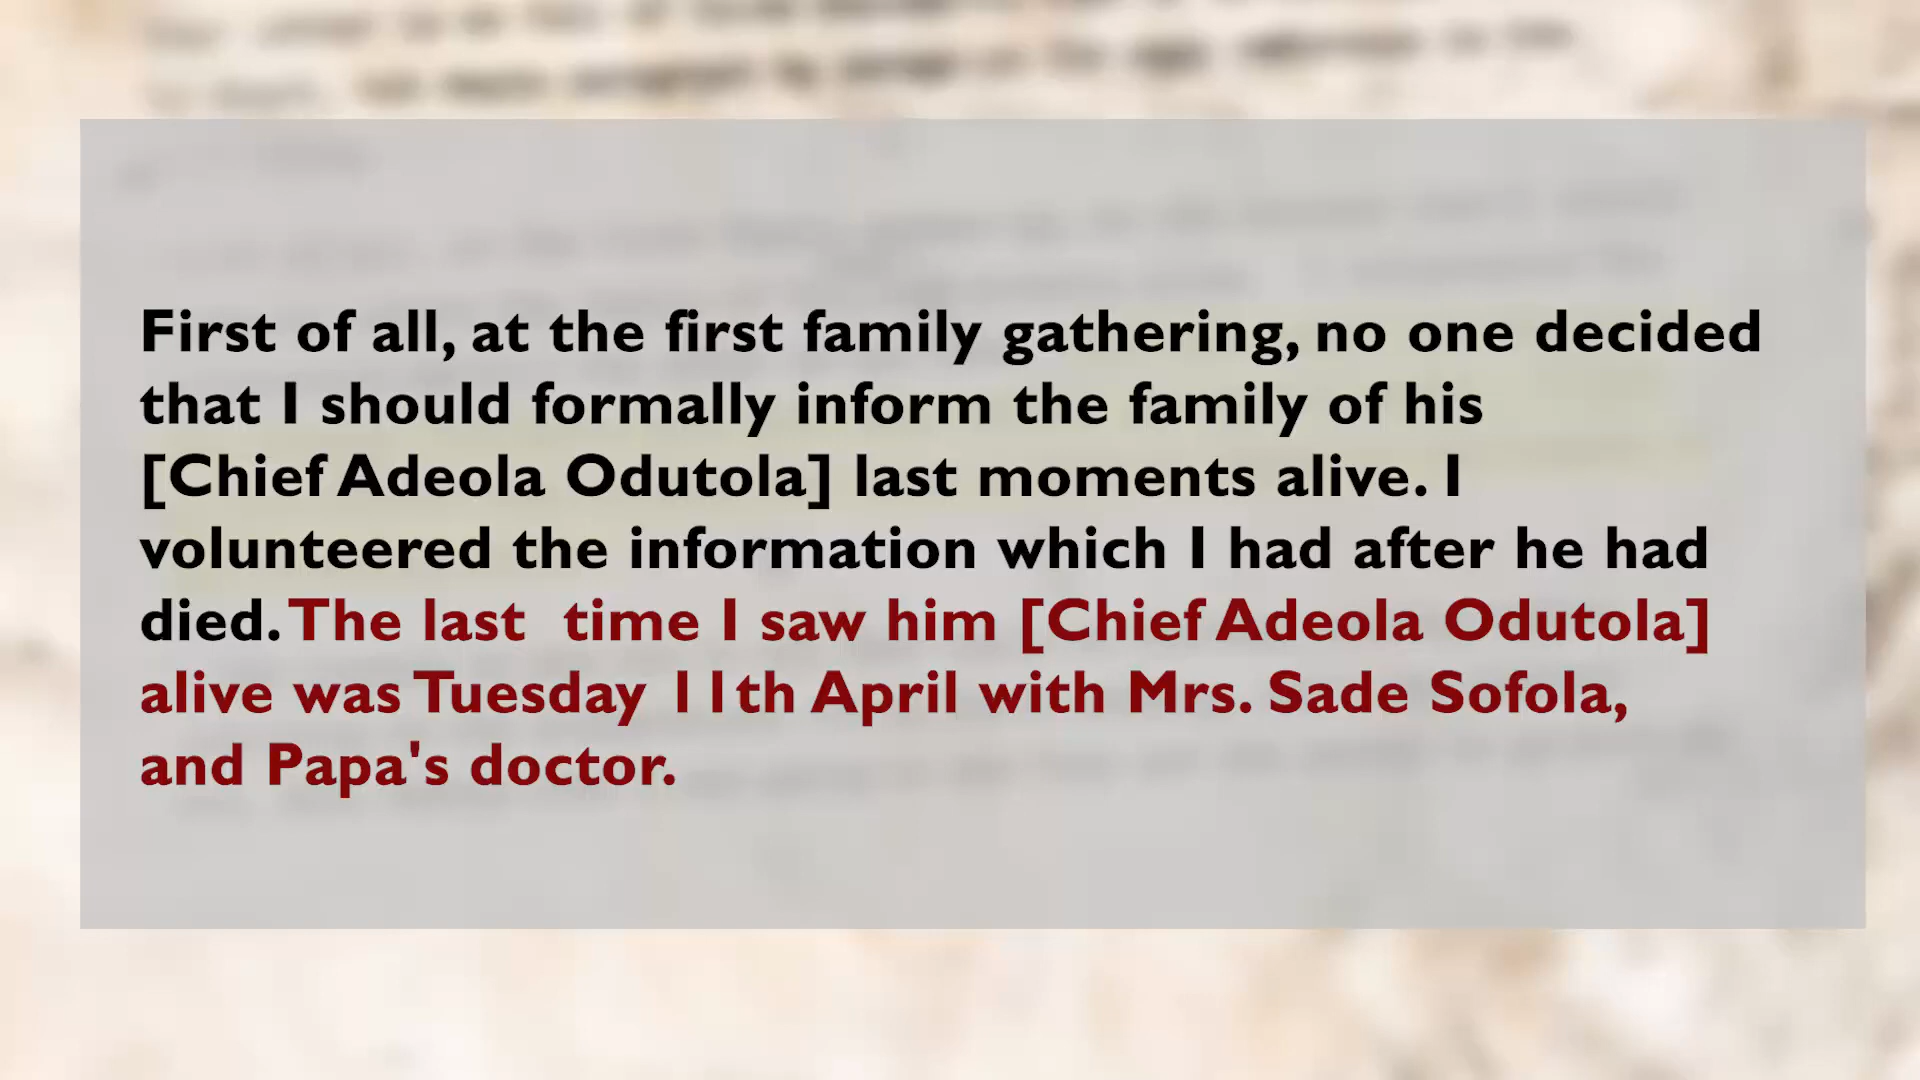 First of all, at the first family gathering, no one decided
that I should formally inform the family of his
[Chief Adeola Odutola] last moments alive. I
volunteered the information which I had after he had
died. The last  time I saw him [Chief Adeola Odutola]
alive was Tuesday 11th April with Mrs. Sade Sofola,
and Papa's doctor.